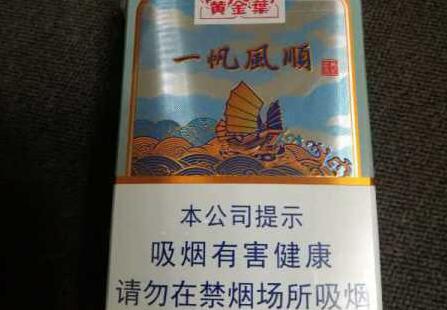 黄金葉
一帆風順
本公司提示
吸烟有害健康
请勿在禁烟场所吸烟